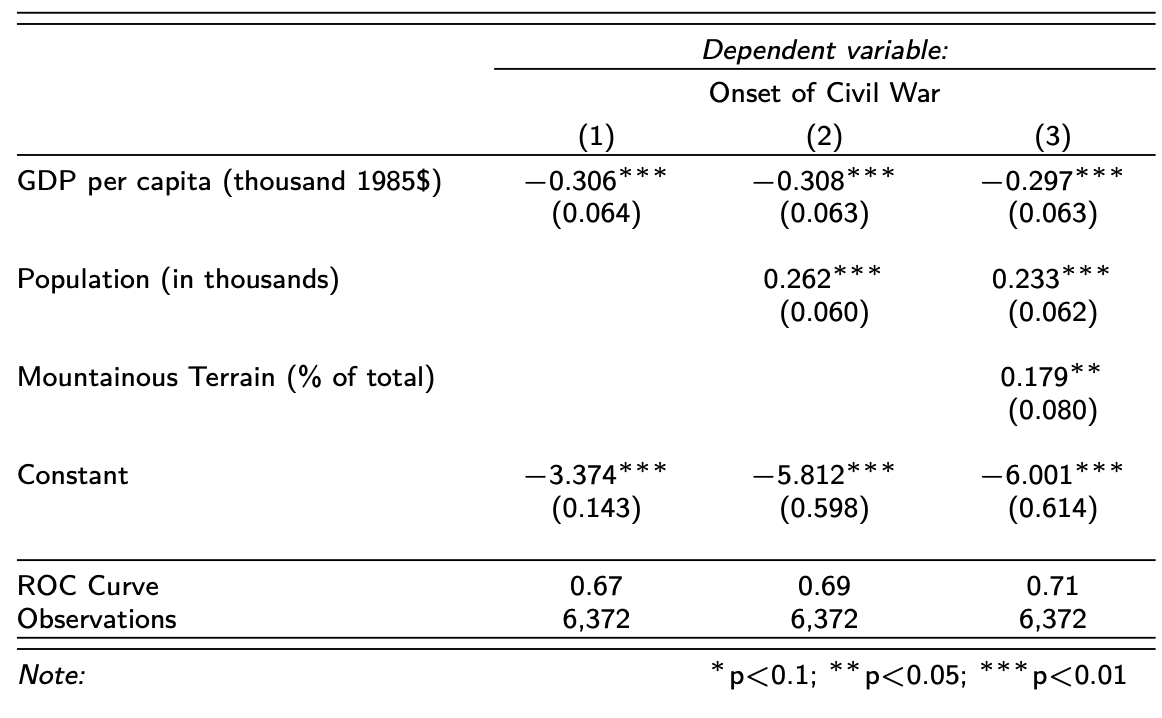 Dependent variable:
Onset of Civil War
(1) (2) (3)
GDP per capita (thousand 1985$) −0.306*** −0.308*** −0.297***
(0.064) (0.063) (0.063)
Population (in thousands) 0.262*** 0.233***
(0.060) (0.062)
Mountainous Terrain (% of total) 0.179**
(0.080)
Constant −3.374*** −5.812*** −6.001***
(0.143) (0.598) (0.614)
ROC Curve 0.67 0.69 0.71
Observations 6,372 6,372 6,372
Note: *p<0.1; **p<0.05; ***p<0.01